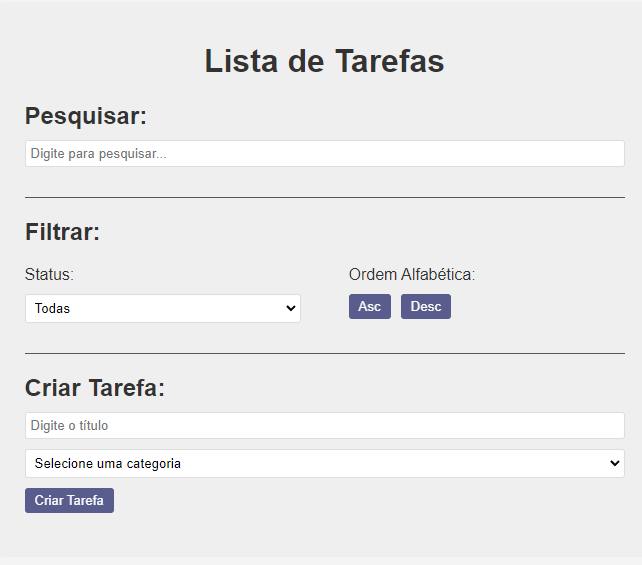 Lista de Tarefas
Pesquisar:
Digite para pesquisar...
Filtrar:
Status:
Todas
Ordem Alfabética:
Asc
Desc
Criar Tarefa:
Digite o título
Selecione uma categoria
Criar Tarefa